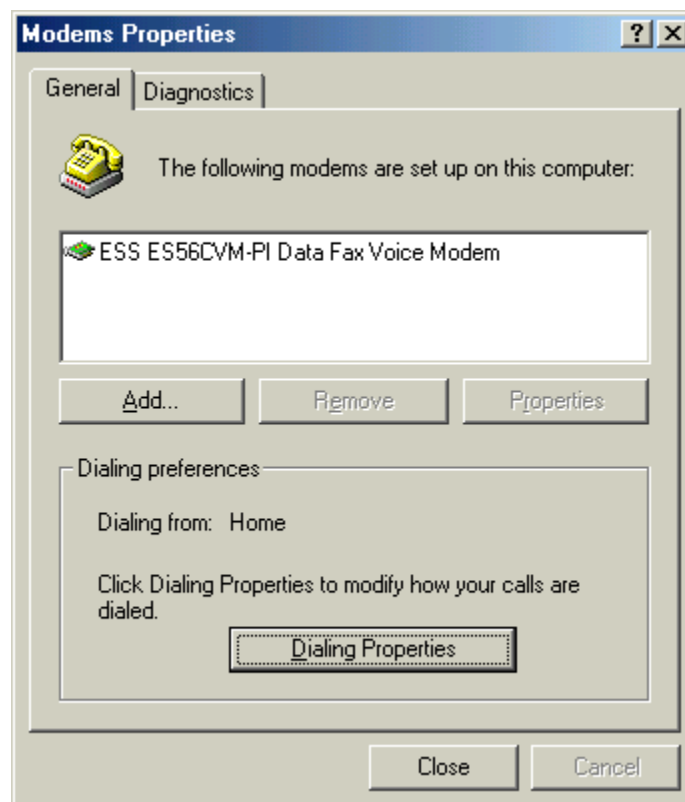 Modems Properties
General
Diagnostics
The following modems are set up on this computer:
ESS ES56CVM-PI Data Fax Voice Modem
Add...
Remove
Properties
Dialing preferences
Dialing from: Home
Click Dialing Properties to modify how your calls are
dialed.
Dialing Properties
Close
Cancel